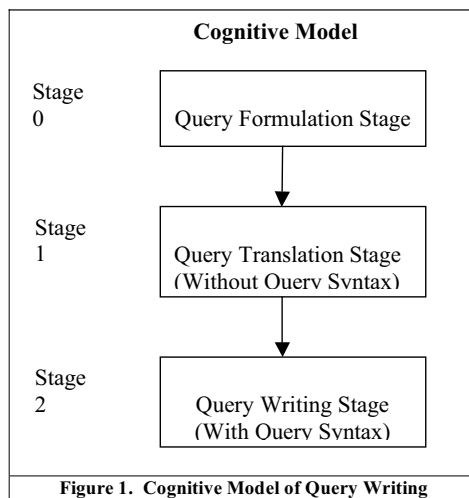 Cognitive Model
Stage
0
Query Formulation Stage
Stage
1
Query Translation Stage
(Without Query Syntax)
Stage
2
Query Writing Stage
(With Query Syntax)
Figure 1. Cognitive Model of Query Writing